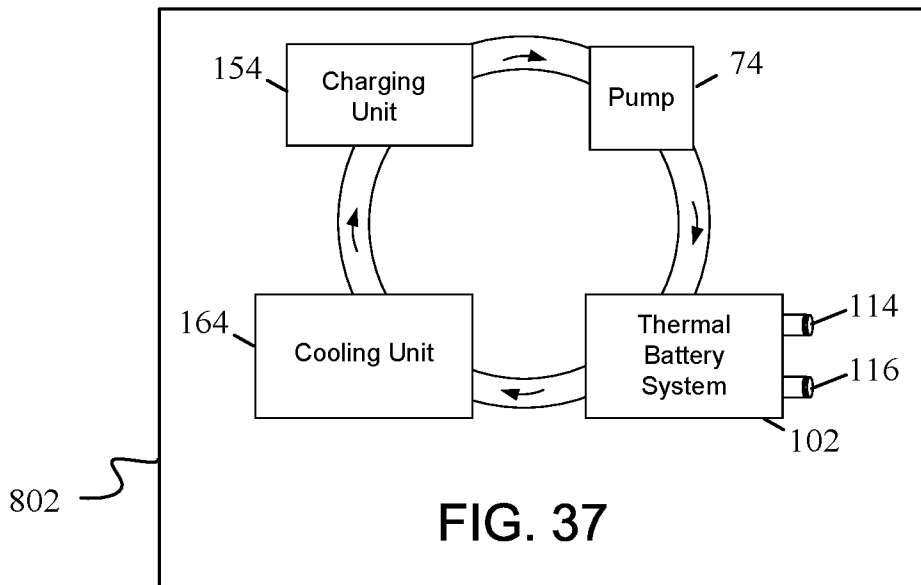 154
Charging
Unit
Pump
74
164
Cooling Unit
Thermal
Battery
System
114
116
102
802
FIG. 37